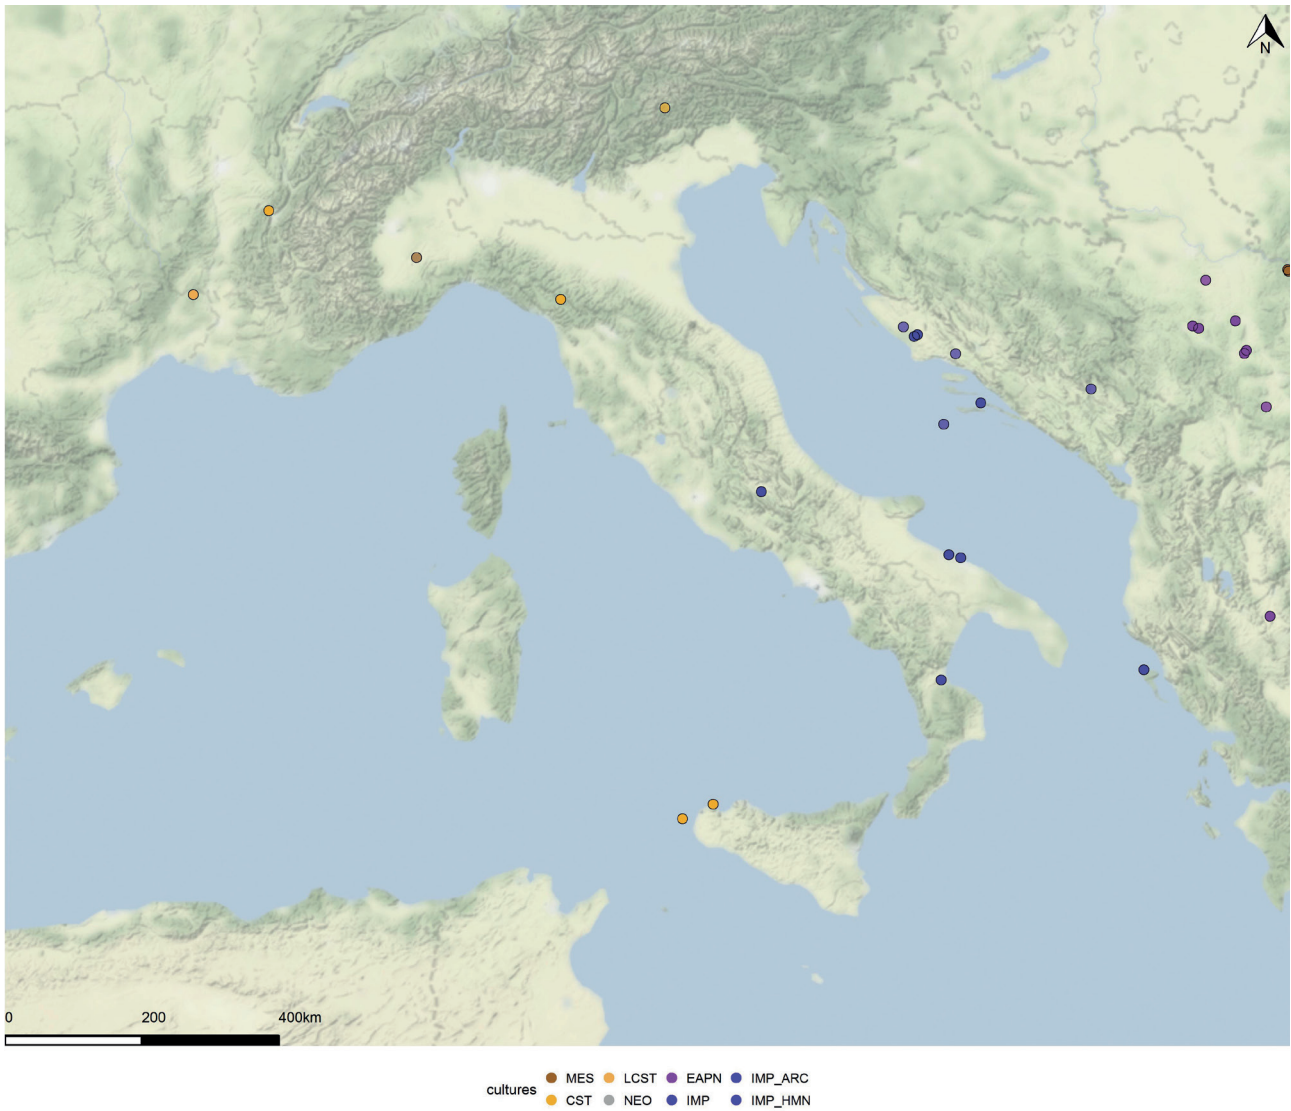 N
0 200 400km
cultures
MES LCST EAPN IMP_ARC
CST NEO IMP IMP_HMN